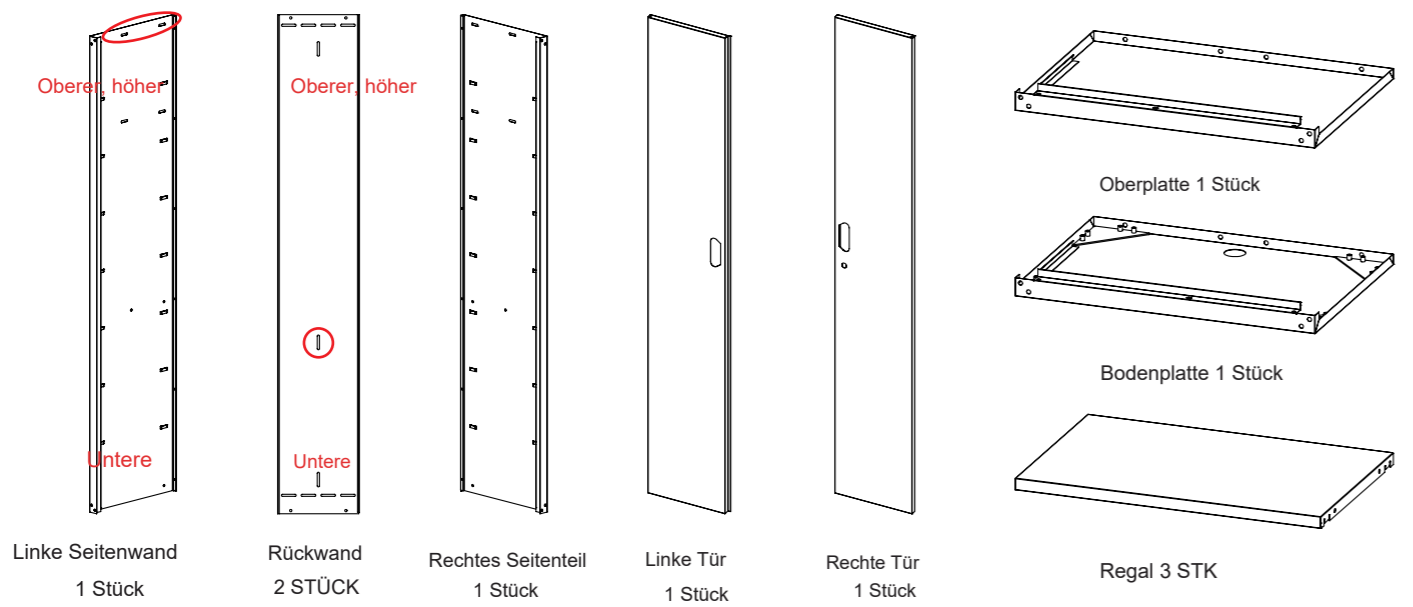 Oberer, höher
Untere
Linke Seitenwand
1 Stück
Oberer, höher
Untere
Rückwand
2 STÜCK
Rechtes Seitenteil
1 Stück
Linke Tür
1 Stück
Rechte Tür
1 Stück
Oberplatte 1 Stück
Bodenplatte 1 Stück
Regal 3 STK